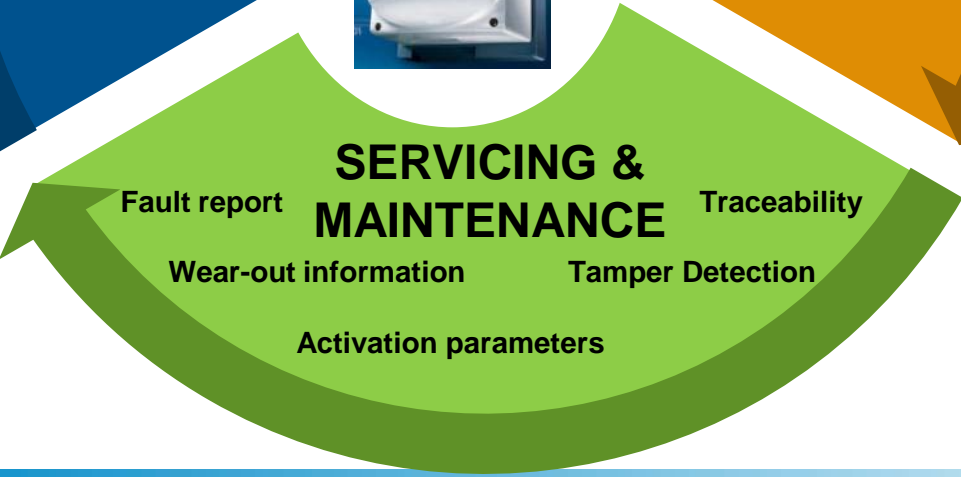 SERVICING &
MAINTENANCE
Fault report
Traceability
Wear-out information
Tamper Detection
Activation parameters